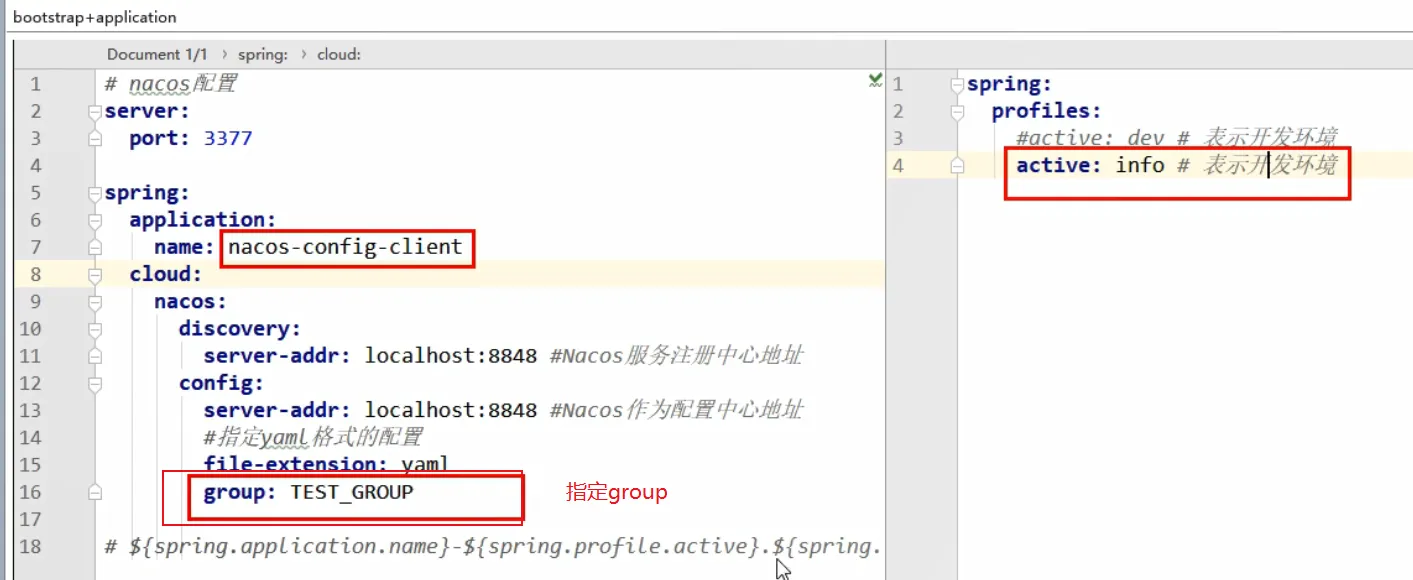 bootstrap+application
Document 1/1 › spring: › cloud:
1 # nacos配置
2 server:
3 port: 3377
4
5 spring:
6 application:
7 name: nacos-config-client
8 cloud:
9 nacos:
10 discovery:
11 server-addr: localhost:8848 #Nacos服务注册中心地址
12 config:
13 server-addr: localhost:8848 #Nacos作为配置中心地址
14 #指定yaml格式的配置
15 file-extension: yaml
16 group: TEST_GROUP
指定group
17
18 # ${spring.application.name}-${spring.profile.active}.${spring.
1 spring:
2 profiles:
3 #active: dev # 表示开发环境
4 active: info # 表示开发环境